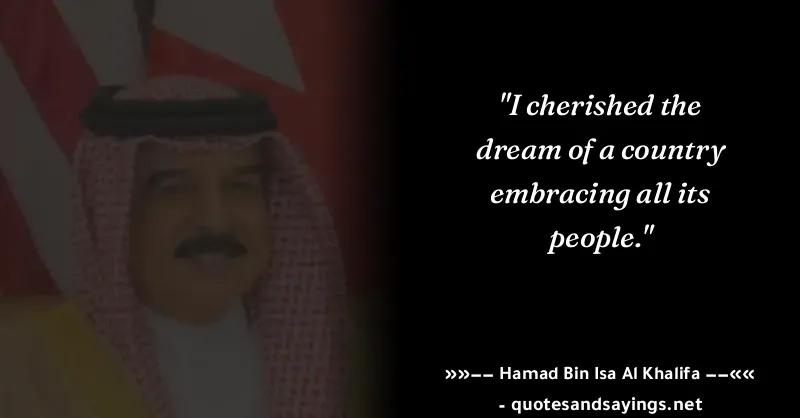 "I cherished the
dream of a country
embracing all its
people."
»»−− Hamad Bin Isa Al Khalifa −−««
- quotesandsayings.net